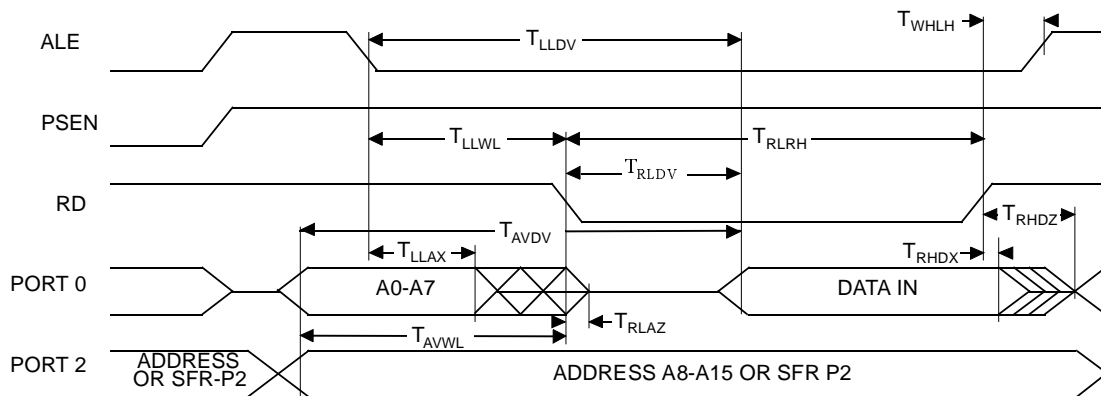 T_WHLH
ALE
T_LLDV
PSEN
T_LLWL
T_RLRH
T_RLDV
RD
T_AVDV
T_RHDZ
T_LLAX
T_RHDX
PORT 0
A0-A7
DATA IN
T_RLAZ
T_AVWL
PORT 2
ADDRESS
OR SFR-P2
ADDRESS A8-A15 OR SFR P2